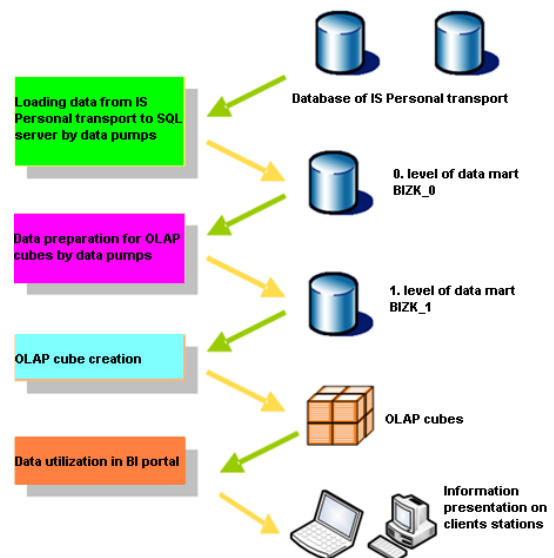 Loading data from IS
Personal transport to SQL
server by data pumps
Database of IS Personal transport
0. level of data mart
BIZK_0
Data preparation for OLAP
cubes by data pumps
1. level of data mart
BIZK_1
OLAP cube creation
OLAP cubes
Data utilization in BI portal
Information
presentation on
clients stations